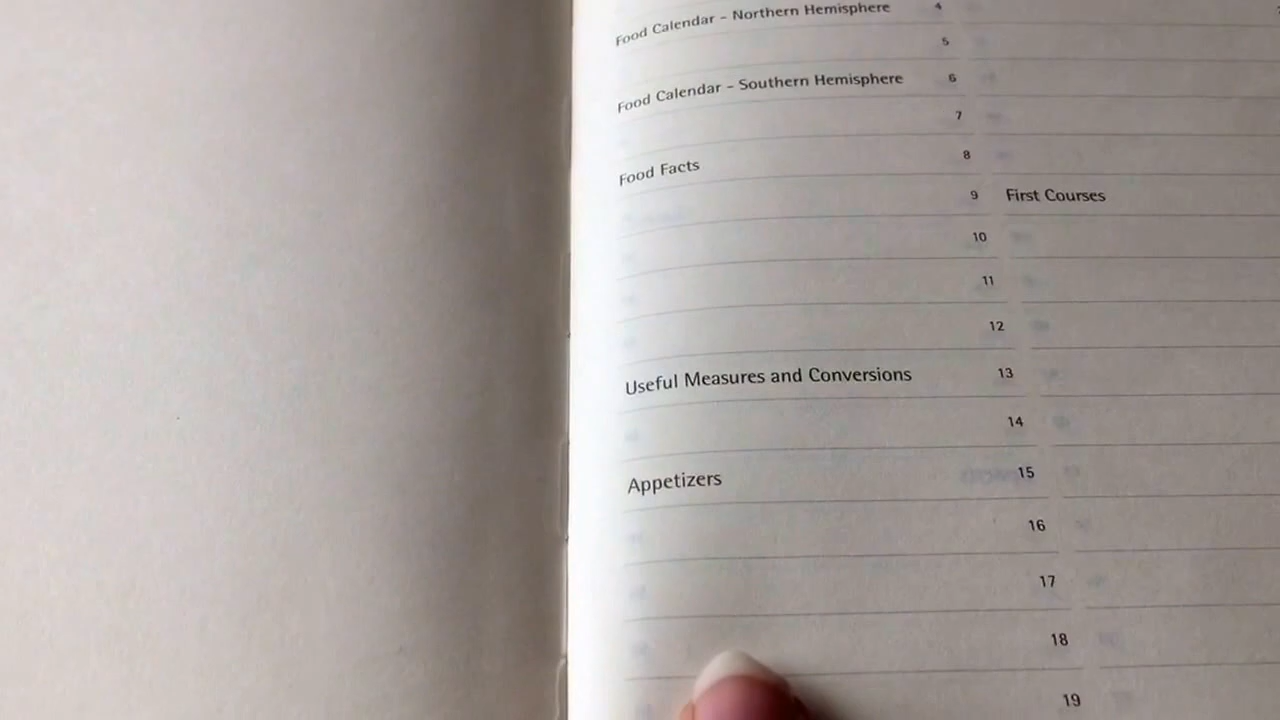 Food Calendar – Northern Hemisphere 4
5
Food Calendar – Southern Hemisphere 6
7
Food Facts 8
9
10
11
12
Useful Measures and Conversions 13
14
Appetizers 15
16
17
18
19
First Courses